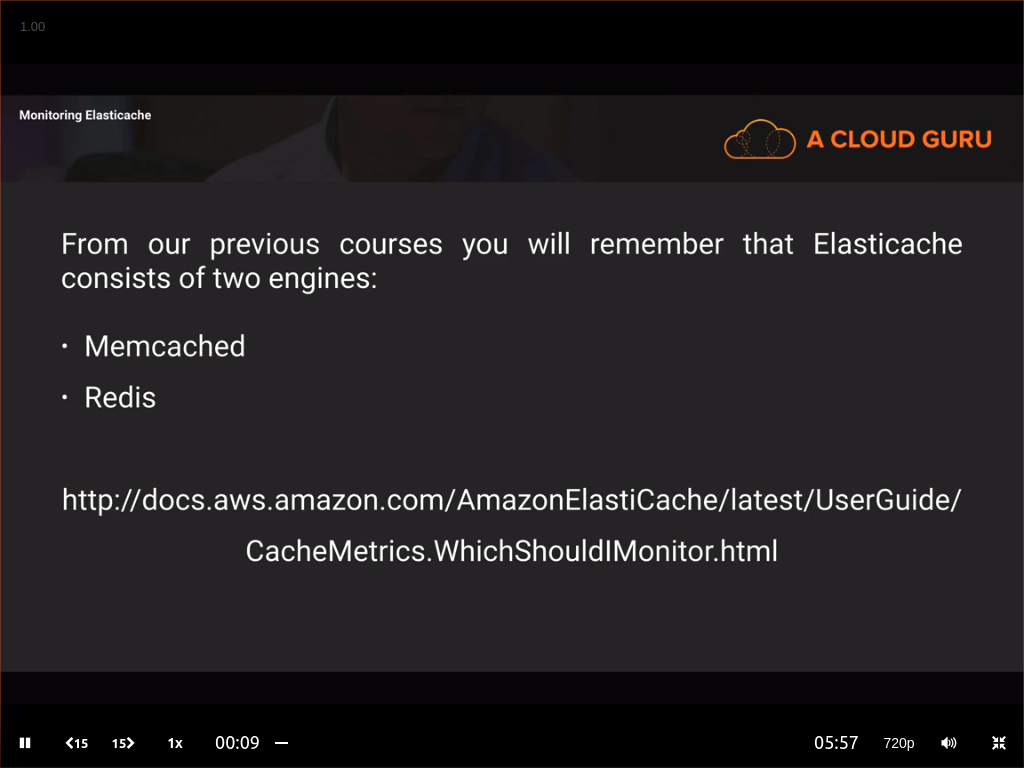 1.00
Monitoring Elasticache
A CLOUD GURU
From our previous courses you will remember that Elasticache
consists of two engines:
• Memcached
• Redis
http://docs.aws.amazon.com/AmazonElastiCache/latest/UserGuide/
CacheMetrics.WhichShouldIMonitor.html
15 15 1x 00:09 05:57 720p